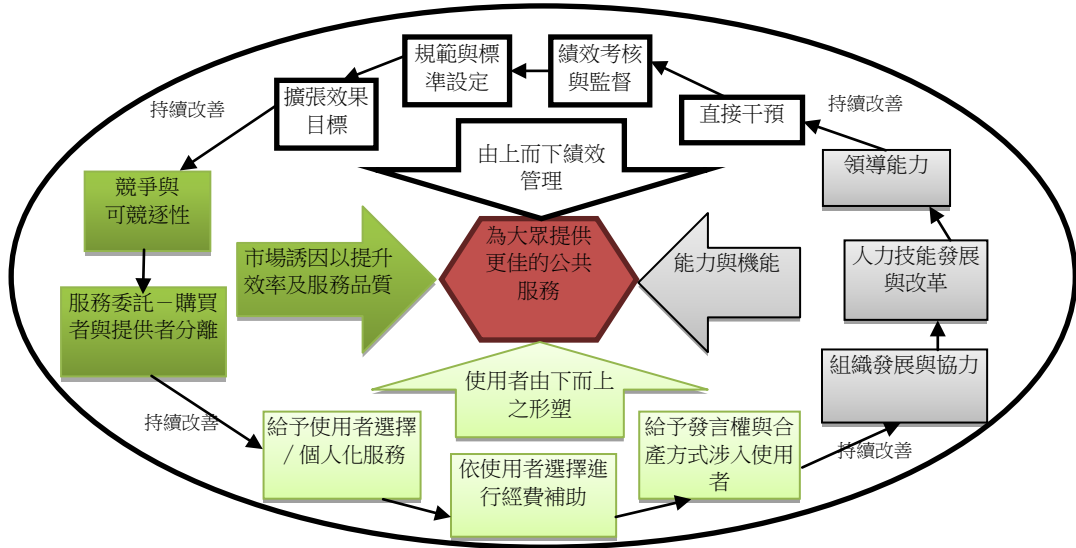 規範與標
準設定
績效考核
與監督
擴張效果
目標
直接干預
持續改善
持續改善
由上而下績效
管理
領導能力
競爭與
可競逐性
市場誘因以提升
效率及服務品質
為大眾提供
更佳的公共
服務
能力與機能
人力技能發展
與改革
服務委託－購買
者與提供者分離
組織發展與協力
使用者由下而上
之形塑
持續改善
給予使用者選擇
/ 個人化服務
依使用者選擇進
行經費補助
給予發言權與合
產方式涉入使用
者
持續改善